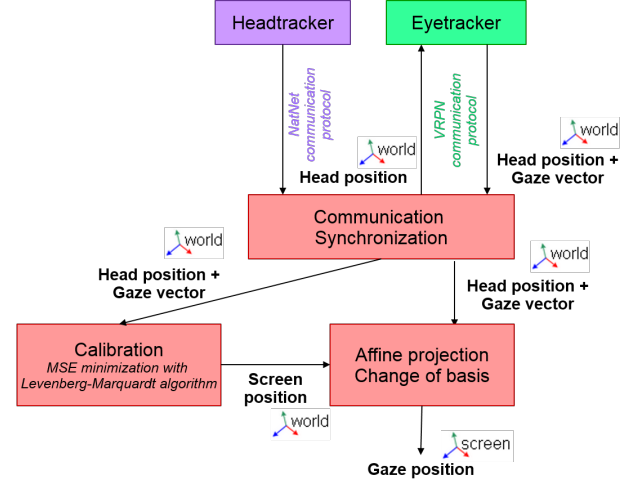 Headtracker
Eyetracker
NatNet
communication
protocol
VRPN
communication
protocol
world
Head position
world
Head position +
Gaze vector
Communication
Synchronization
world
Head position +
Gaze vector
world
Head position +
Gaze vector
Calibration
MSE minimization with
Levenberg-Marquardt algorithm
Affine projection
Change of basis
Screen
position
world
screen
Gaze position